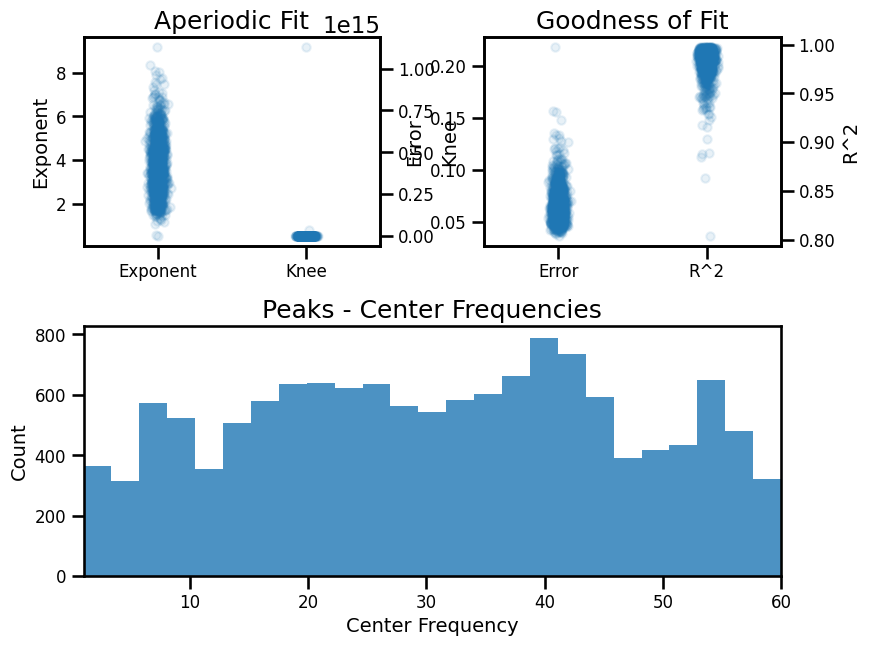 Aperiodic Fit
1e15
Goodness of Fit
8
6
4
2
Exponent
1.00
0.75
0.50
0.25
0.00
Knee
Exponent
Knee
0.20
0.15
0.10
0.05
Error
1.00
0.95
0.90
0.85
0.80
R^2
Error
R^2
Peaks - Center Frequencies
800
600
400
200
0
Count
10
20
30
40
50
60
Center Frequency